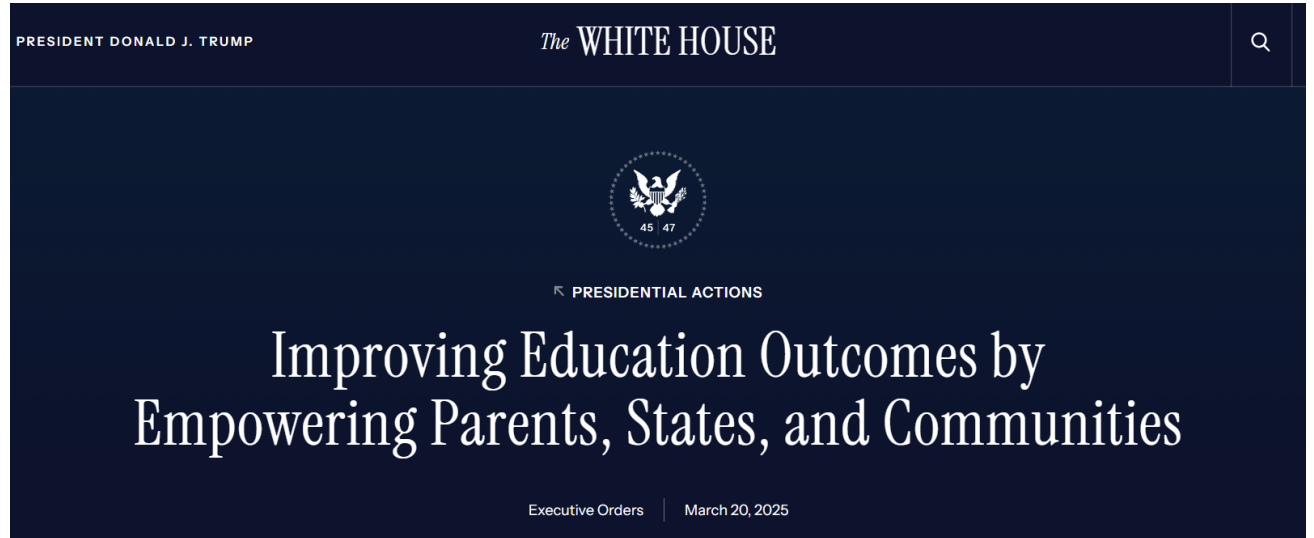 PRESIDENT DONALD J. TRUMP
The WHITE HOUSE
45 | 47
PRESIDENTIAL ACTIONS
Improving Education Outcomes by
Empowering Parents, States, and Communities
Executive Orders | March 20, 2025